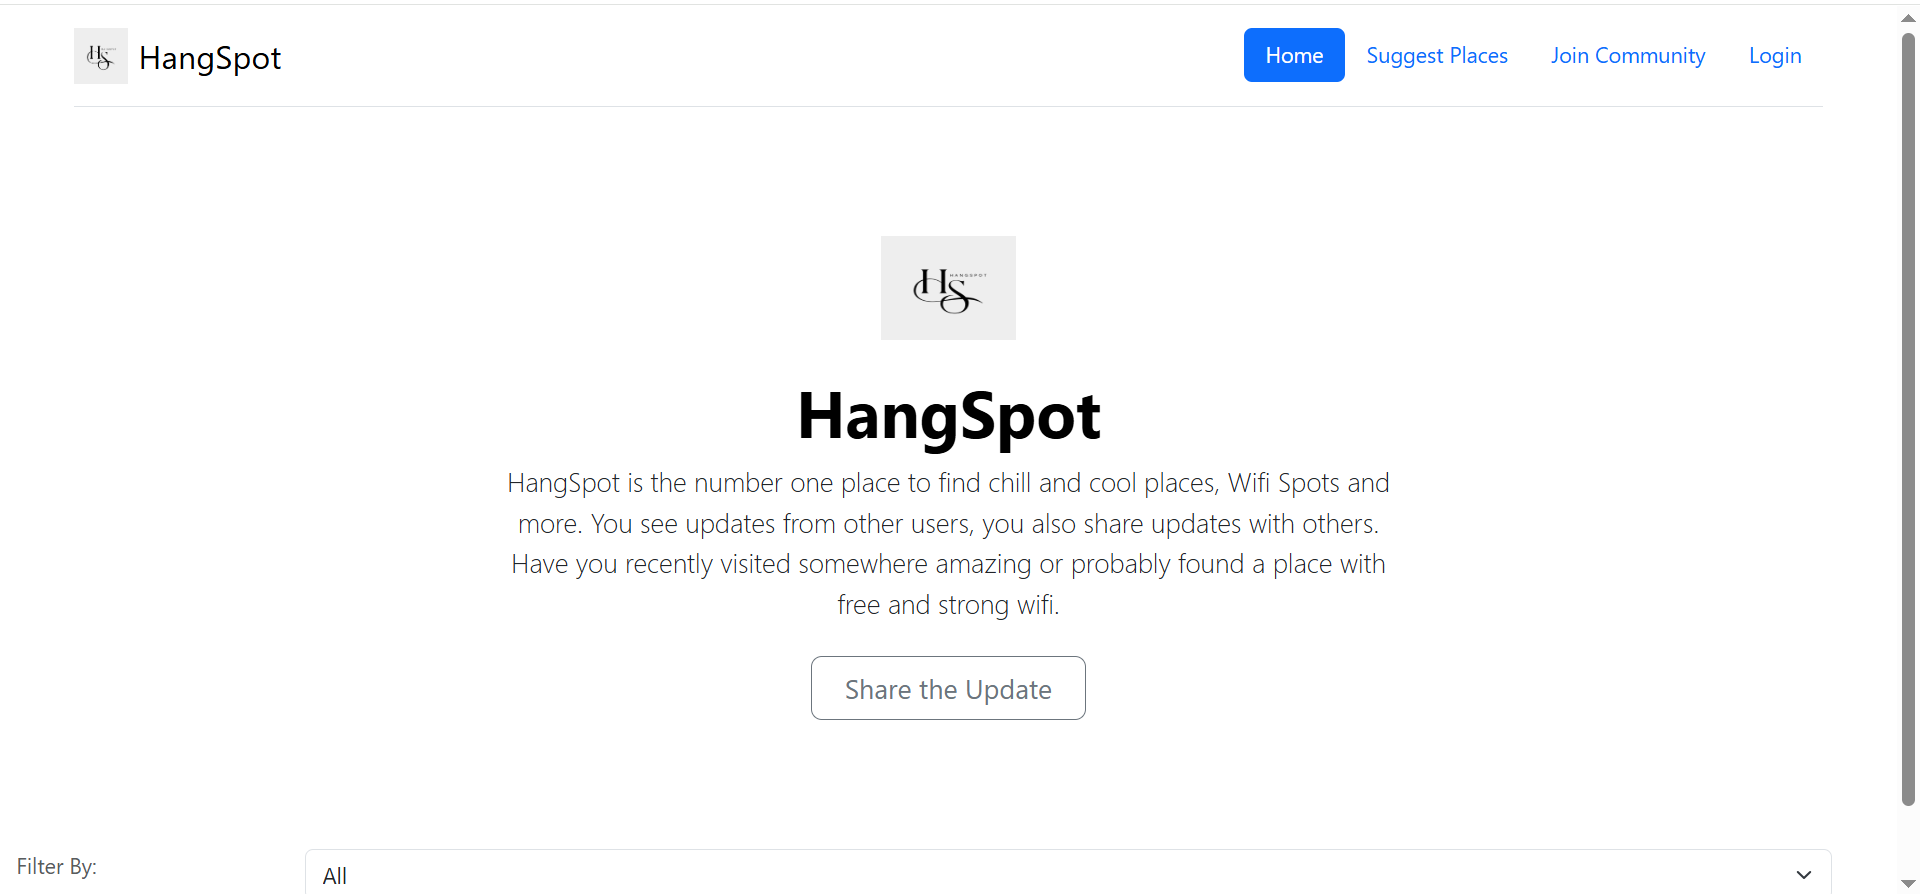 HS HangSpot
Home Suggest Places Join Community Login
HS HANGSPOT
HangSpot
HangSpot is the number one place to find chill and cool places, Wifi Spots and
more. You see updates from other users, you also share updates with others.
Have you recently visited somewhere amazing or probably found a place with
free and strong wifi.
Share the Update
Filter By: All